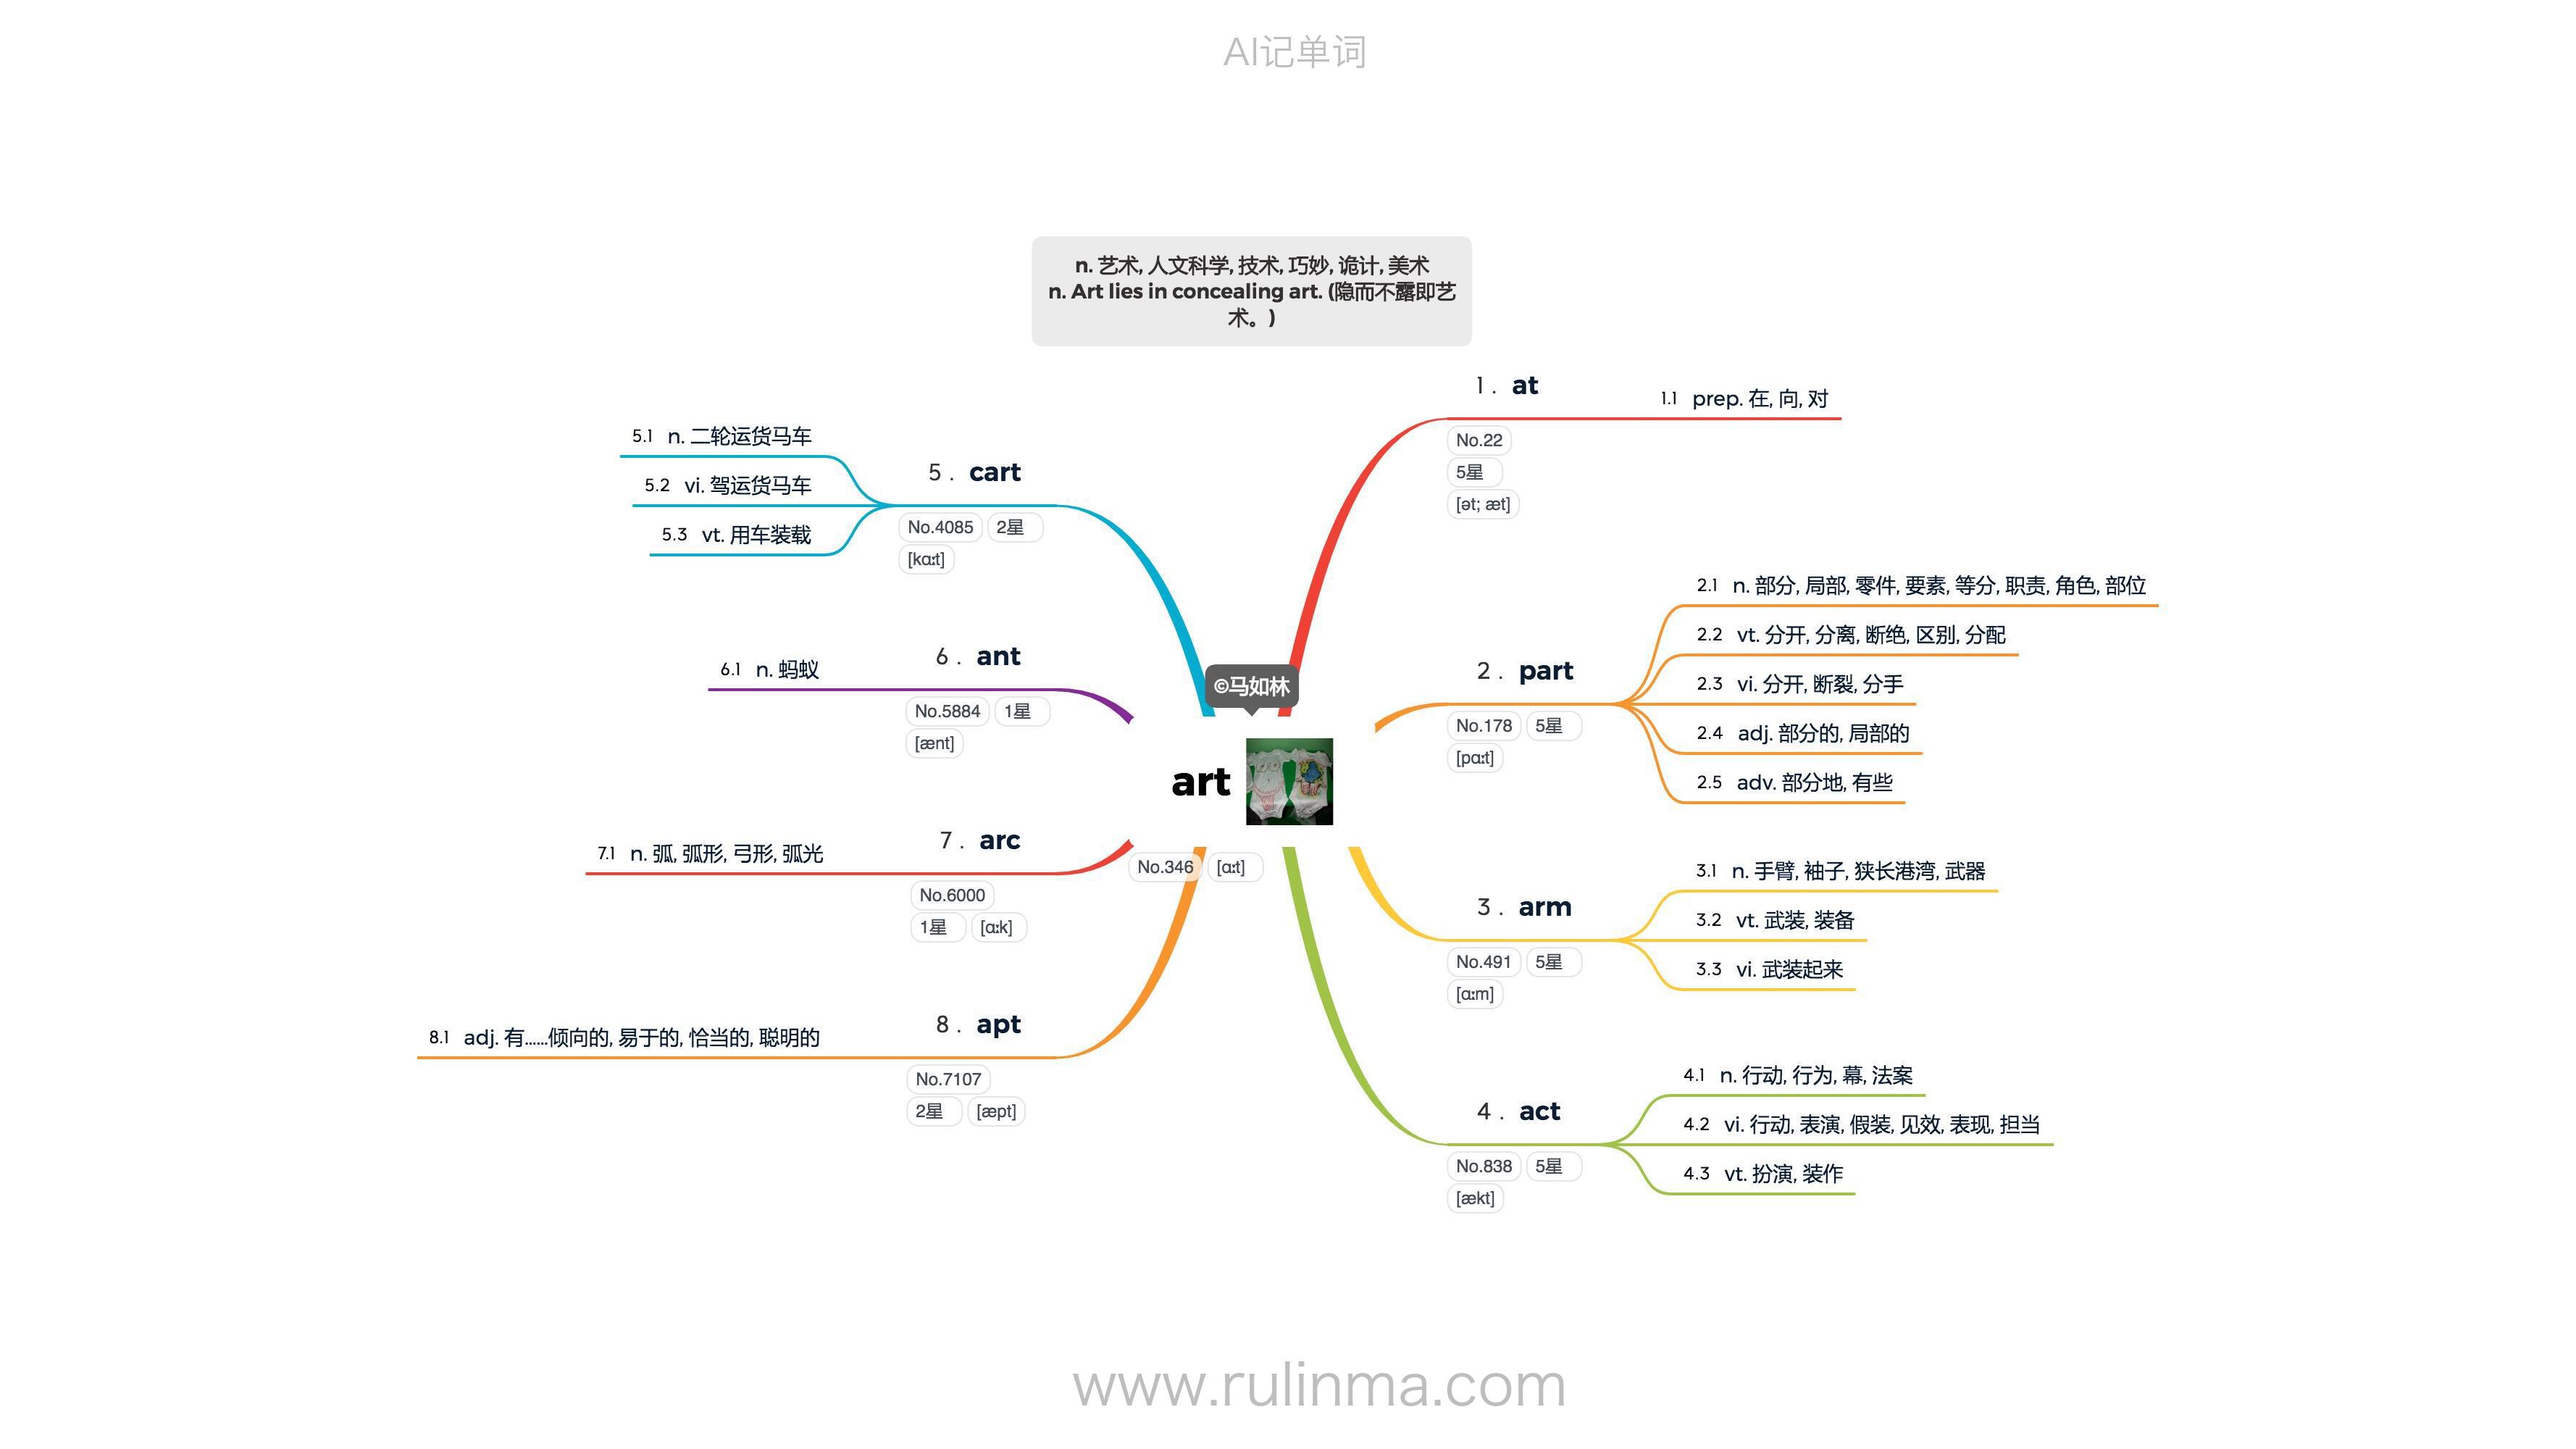 AI记单词
n. 艺术, 人文科学, 技术, 巧妙, 诡计, 美术
n. Art lies in concealing art. (隐而不露即艺
术。)
©马如林
art
No.346 [ɑːt]
1 . at
No.22
5星
[ət; æt]
1.1 prep. 在, 向, 对
2 . part
No.178 5星
[pɑːt]
2.1 n. 部分, 局部, 零件, 要素, 等分, 职责, 角色, 部位
2.2 vt. 分开, 分离, 断绝, 区别, 分配
2.3 vi. 分开, 断裂, 分手
2.4 adj. 部分的, 局部的
2.5 adv. 部分地, 有些
3 . arm
No.491 5星
[ɑːm]
3.1 n. 手臂, 袖子, 狭长港湾, 武器
3.2 vt. 武装, 装备
3.3 vi. 武装起来
4 . act
No.838 5星
[ækt]
4.1 n. 行动, 行为, 幕, 法案
4.2 vi. 行动, 表演, 假装, 见效, 表现, 担当
4.3 vt. 扮演, 装作
5 . cart
No.4085 2星
[kɑːt]
5.1 n. 二轮运货马车
5.2 vi. 驾运货马车
5.3 vt. 用车装载
6 . ant
No.5884 1星
[ænt]
6.1 n. 蚂蚁
7 . arc
No.6000
1星 [ɑːk]
7.1 n. 弧, 弧形, 弓形, 弧光
8 . apt
No.7107
2星 [æpt]
8.1 adj. 有……倾向的, 易于的, 恰当的, 聪明的
www.rulinma.com